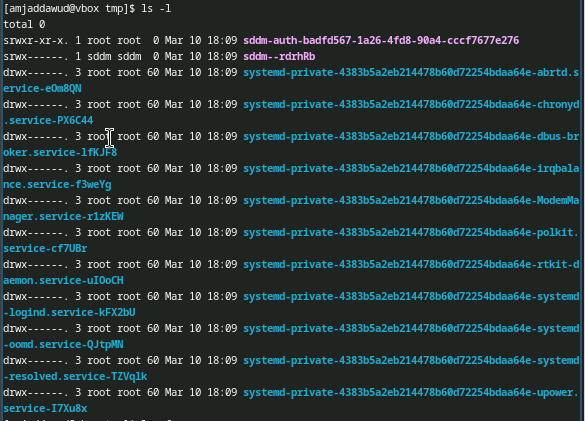 [amjaddawud@vbox tmp]$ ls -l
total 0
srwxr-xr-x. 1 root root  0 Mar 10 18:09 sddm-auth-badfd567-1a26-4fd8-90a4-cccf7677e276
srwx------. 1 sddm sddm  0 Mar 10 18:09 sddm--rdrhRb
drwx------. 3 root root 60 Mar 10 18:09 systemd-private-4383b5a2eb214478b60d72254bdaa64e-abrtd.s
ervice-eOm8QN
drwx------. 3 root root 60 Mar 10 18:09 systemd-private-4383b5a2eb214478b60d72254bdaa64e-chronyd
.service-PX6C44
drwx------. 3 root root 60 Mar 10 18:09 systemd-private-4383b5a2eb214478b60d72254bdaa64e-dbus-br
oker.service-lfKJF8
drwx------. 3 root root 60 Mar 10 18:09 systemd-private-4383b5a2eb214478b60d72254bdaa64e-irqbala
nce.service-f3weYg
drwx------. 3 root root 60 Mar 10 18:09 systemd-private-4383b5a2eb214478b60d72254bdaa64e-ModemMa
nager.service-r1zKEW
drwx------. 3 root root 60 Mar 10 18:09 systemd-private-4383b5a2eb214478b60d72254bdaa64e-polkit.
service-cf7UBr
drwx------. 3 root root 60 Mar 10 18:09 systemd-private-4383b5a2eb214478b60d72254bdaa64e-rtkit-d
aemon.service-uIOoCH
drwx------. 3 root root 60 Mar 10 18:09 systemd-private-4383b5a2eb214478b60d72254bdaa64e-systemd
-logind.service-kFX2bU
drwx------. 3 root root 60 Mar 10 18:09 systemd-private-4383b5a2eb214478b60d72254bdaa64e-systemd
-oomd.service-QJtpMN
drwx------. 3 root root 60 Mar 10 18:09 systemd-private-4383b5a2eb214478b60d72254bdaa64e-systemd
-resolved.service-TZVqlk
drwx------. 3 root root 60 Mar 10 18:09 systemd-private-4383b5a2eb214478b60d72254bdaa64e-upower.
service-I7Xu8x